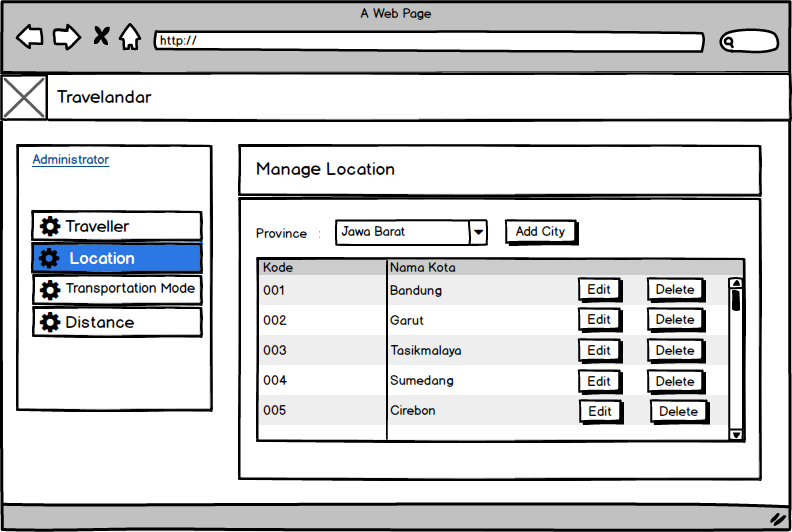 A Web Page
http://
Travelandar
Administrator
Traveller
Location
Transportation Mode
Distance
Manage Location
Province : Jawa Barat Add City
Kode Nama Kota
001 Bandung Edit Delete
002 Garut Edit Delete
003 Tasikmalaya Edit Delete
004 Sumedang Edit Delete
005 Cirebon Edit Delete